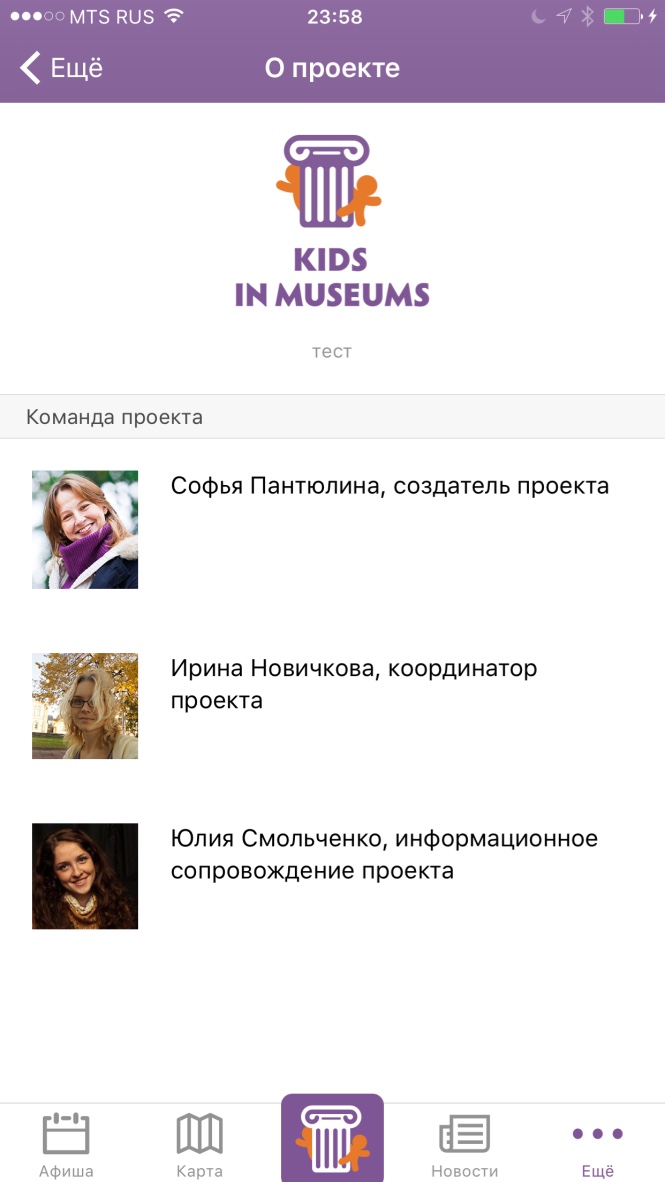 MTS RUS 23:58
Ещё О проекте
KIDS
IN MUSEUMS
тест
Команда проекта
Софья Пантюлина, создатель проекта
Ирина Новичкова, координатор
проекта
Юлия Смольченко, информационное
сопровождение проекта
Афиша Карта Новости Ещё